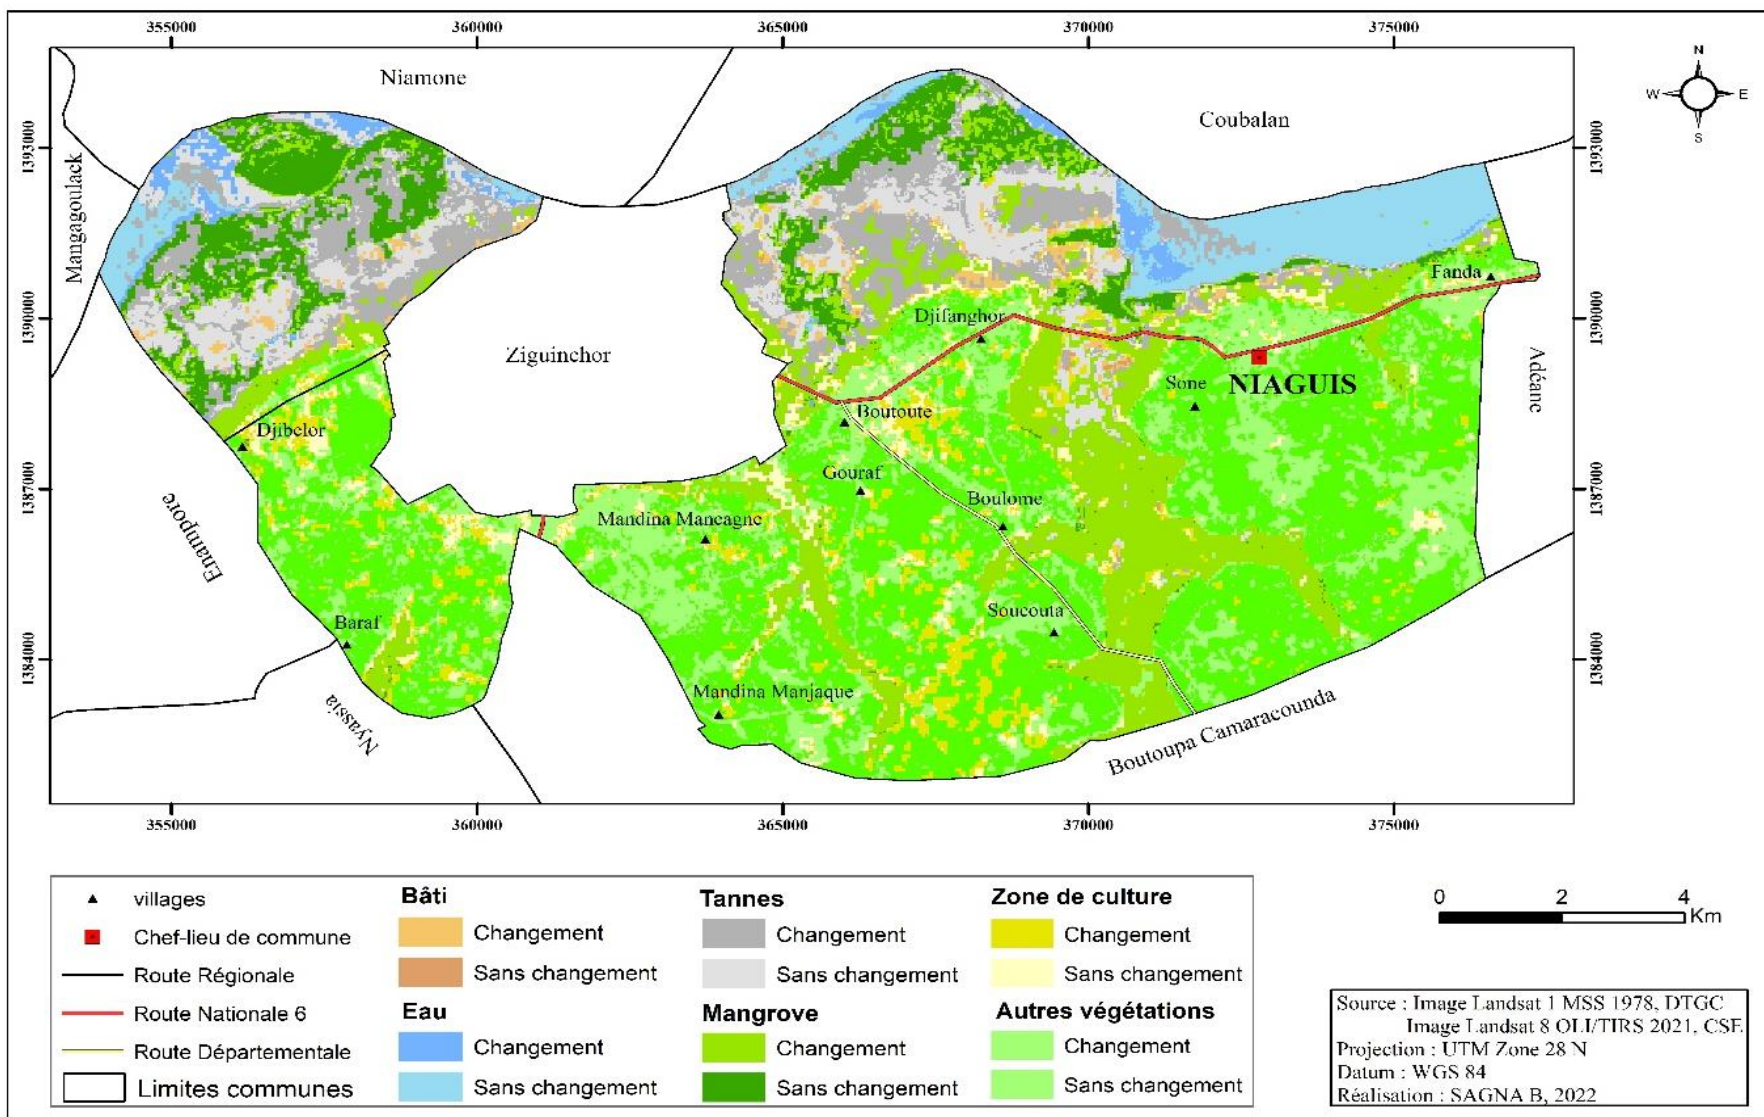 355000 360000 365000 370000 375000
N
W E
S
Niamone
Coubalan
1393000
1393000
Mangagoulack
Fanda
1390000
1390000
Djifanghor
Ziguinchor
Adéane
Sone
NIAGUIS
Boutoute
Djibelor
Gouraf
1387000
1387000
Boulome
Mandina Mancagne
Enampore
Soucouta
Baraf
1384000
1384000
Mandina Manjaque
Nyassia
Boutoupa Camaracounda
355000 360000 365000 370000 375000
villages
Chef-lieu de commune
Route Régionale
Route Nationale 6
Route Départementale
Limites communes
Bâti
Changement
Sans changement
Eau
Changement
Sans changement
Tannes
Changement
Sans changement
Mangrove
Changement
Sans changement
Zone de culture
Changement
Sans changement
Autres végétations
Changement
Sans changement
0 2 4
Km
Source : Image Landsat 1 MSS 1978, DTGC
Image Landsat 8 OLI/TIRS 2021, CSE
Projection : UTM Zone 28 N
Datum : WGS 84
Réalisation : SAGNA B, 2022